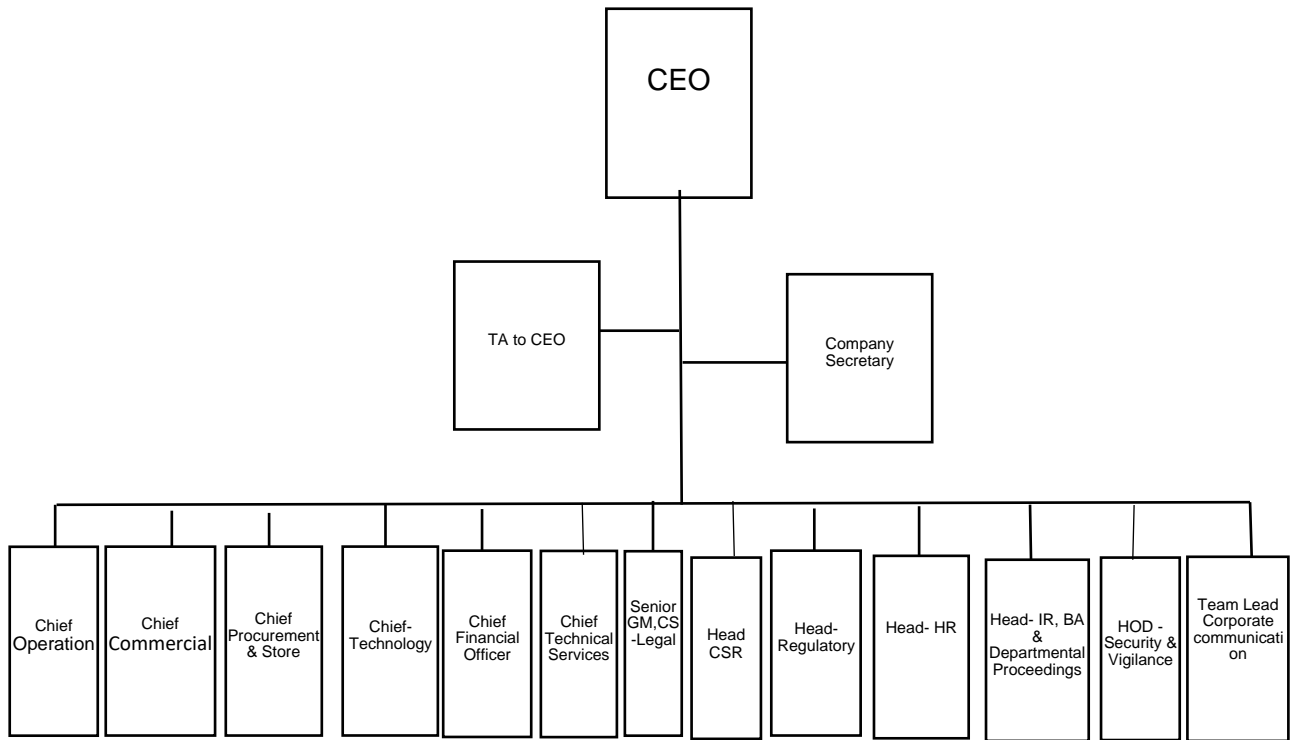 CEO
TA to CEO
Company
Secretary
Chief
Operation
Chief
Commercial
Chief
Procurement
& Store
Chief-
Technology
Chief
Financial
Officer
Chief
Technical
Services
Senior
GM,CS
-Legal
Head
CSR
Head-
Regulatory
Head- HR
Head- IR, BA
&
Departmental
Proceedings
HOD -
Security &
Vigilance
Team Lead
Corporate
communicati
on